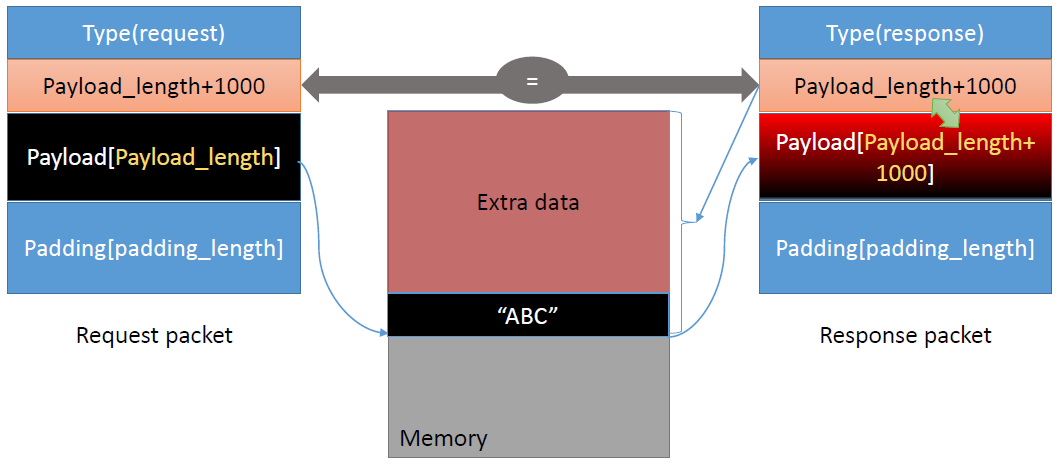 Type(request)
Payload_length+1000
Payload[Payload_length]
Padding[padding_length]
Request packet
=
Extra data
“ABC”
Memory
Type(response)
Payload_length+1000
Payload[Payload_length+
1000]
Padding[padding_length]
Response packet